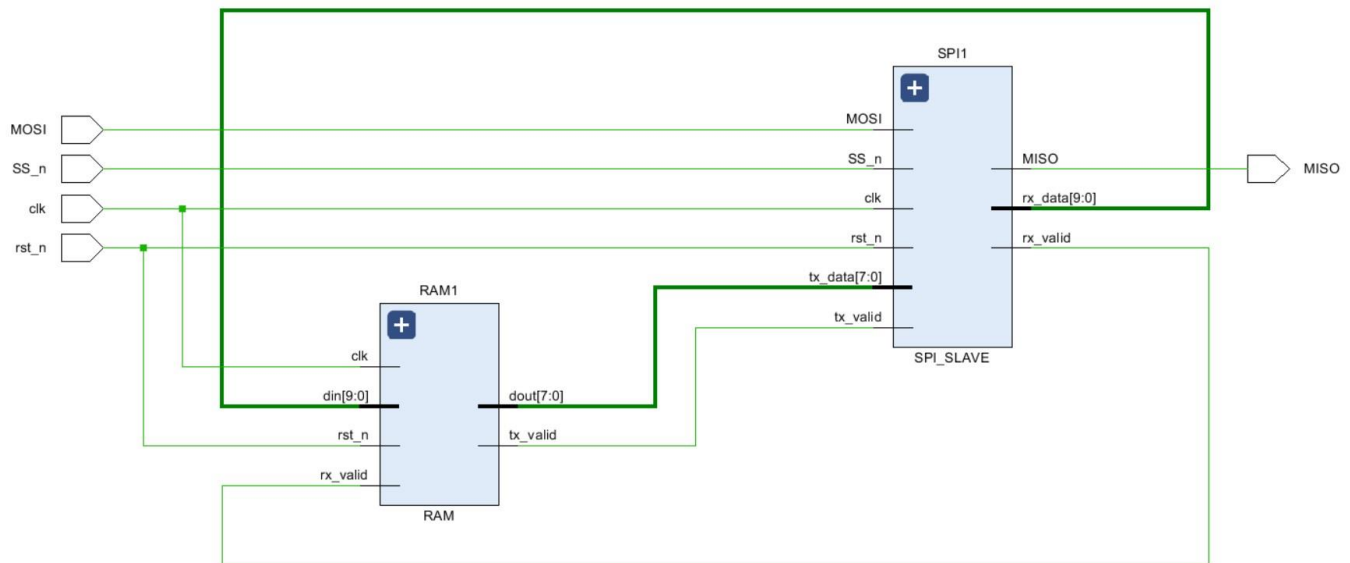 SPI1
MOSI
MOSI
SS_n
SS_n
MISO
MISO
clk
clk
rx_data[9:0]
rst_n
rst_n
rx_valid
tx_data[7:0]
RAM1
tx_valid
SPI_SLAVE
clk
din[9:0]
dout[7:0]
rst_n
tx_valid
rx_valid
RAM